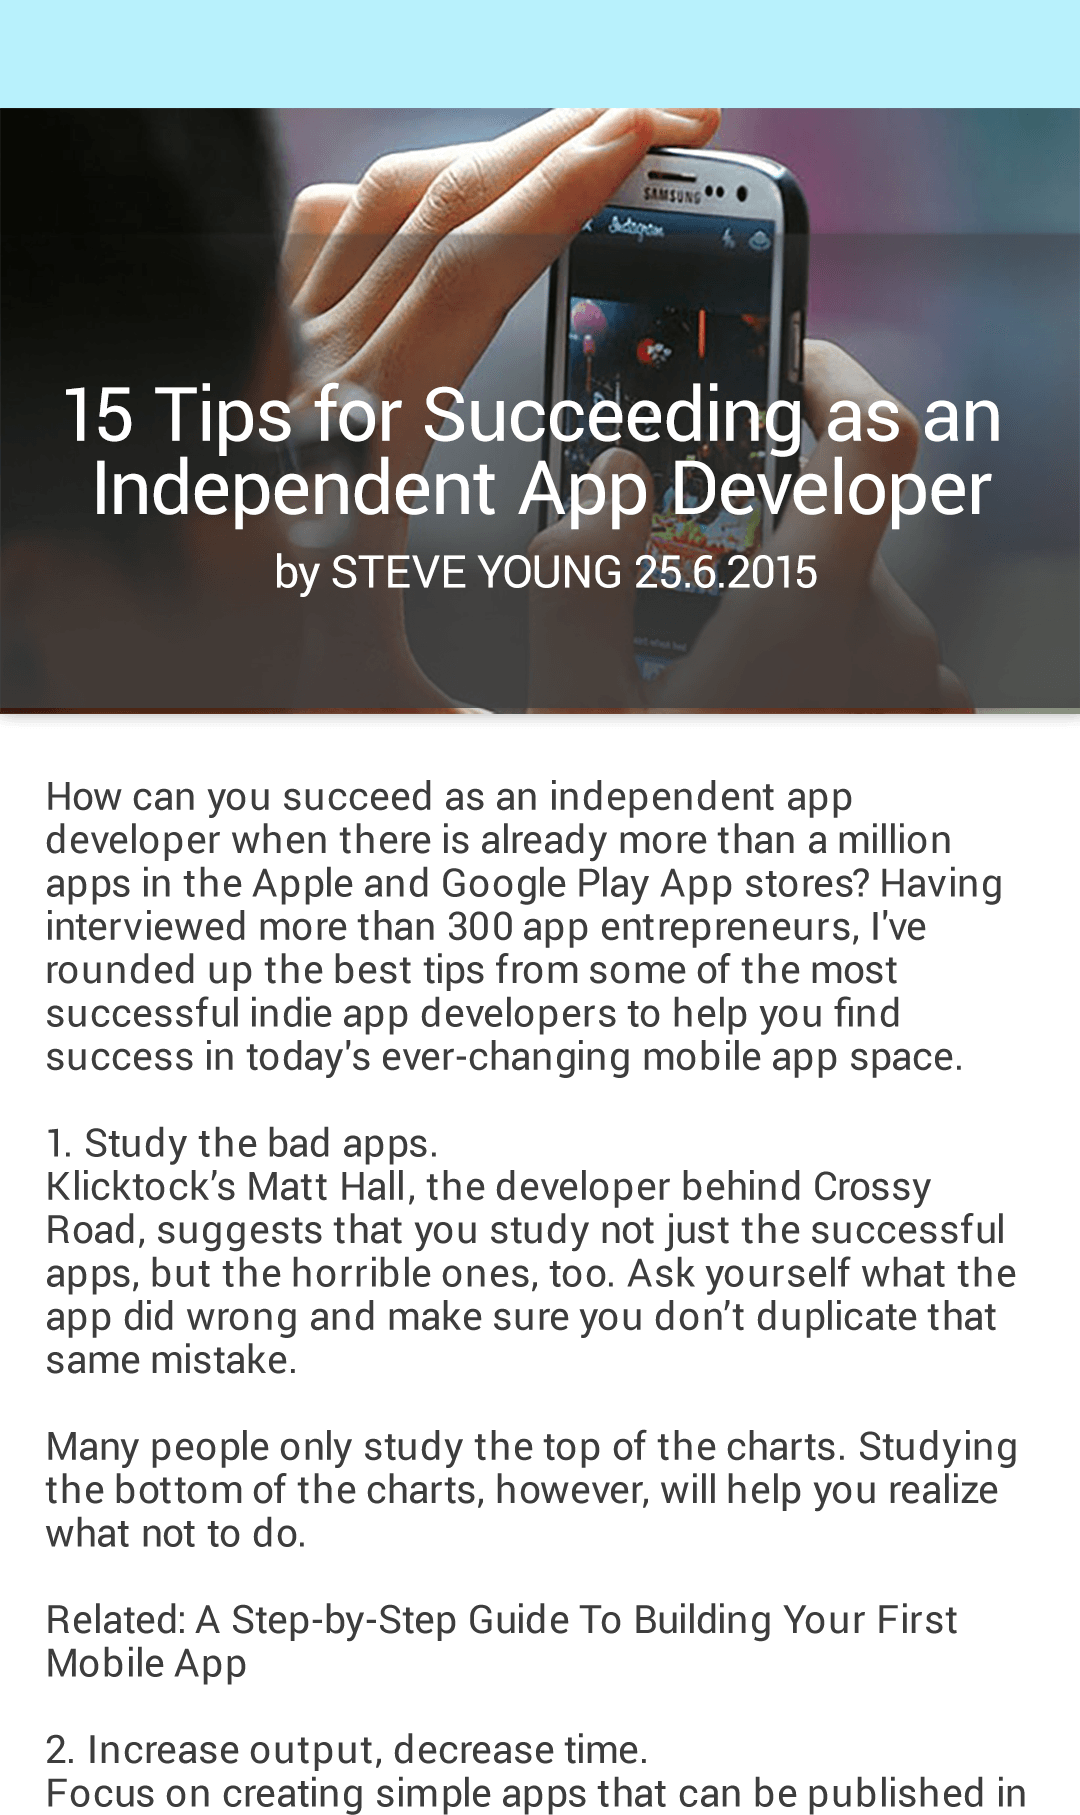 SAMSUNG
Instagram
15 Tips for Succeeding as an
Independent App Developer
by STEVE YOUNG 25.6.2015
How can you succeed as an independent app
developer when there is already more than a million
apps in the Apple and Google Play App stores? Having
interviewed more than 300 app entrepreneurs, I've
rounded up the best tips from some of the most
successful indie app developers to help you find
success in today's ever-changing mobile app space.
1. Study the bad apps.
Klicktock’s Matt Hall, the developer behind Crossy
Road, suggests that you study not just the successful
apps, but the horrible ones, too. Ask yourself what the
app did wrong and make sure you don’t duplicate that
same mistake.
Many people only study the top of the charts. Studying
the bottom of the charts, however, will help you realize
what not to do.
Related: A Step-by-Step Guide To Building Your First
Mobile App
2. Increase output, decrease time.
Focus on creating simple apps that can be published in